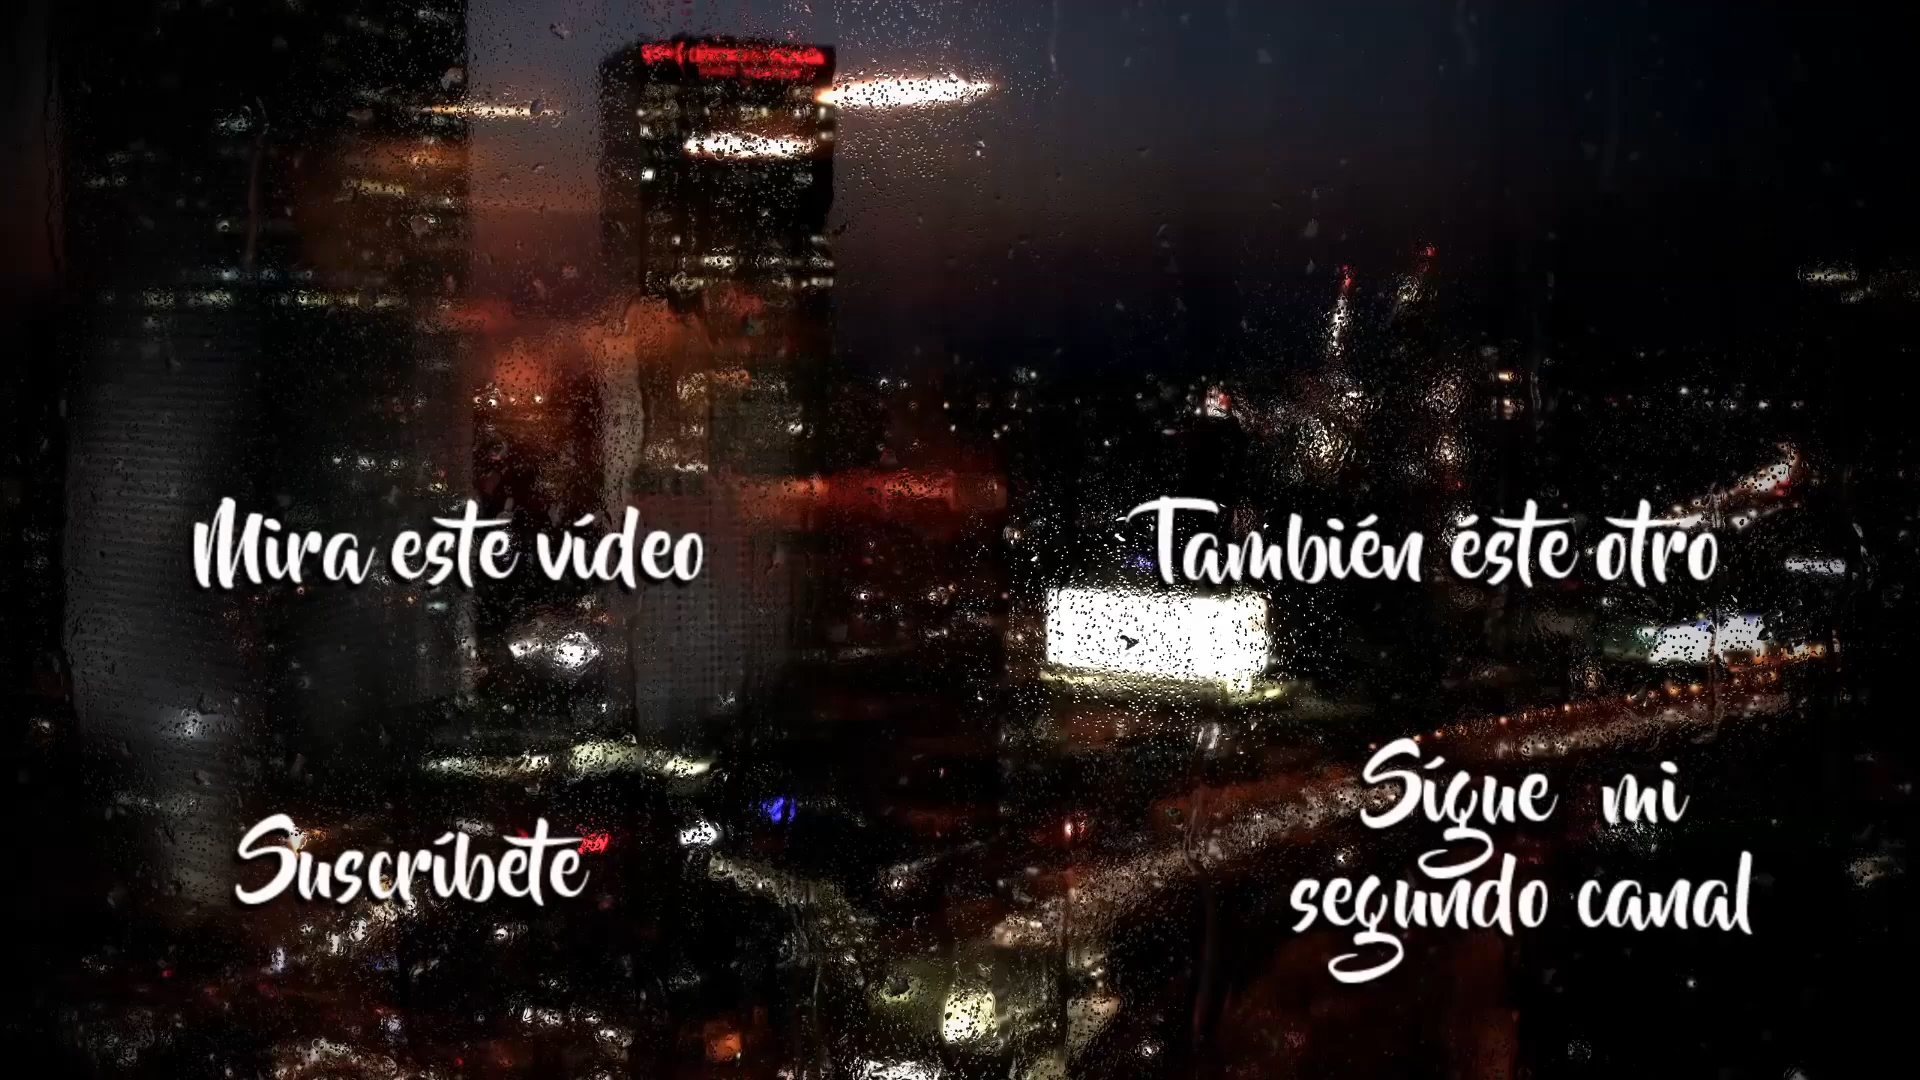 Mira este vídeo
También éste otro
Suscríbete
Sígue mi
segundo canal